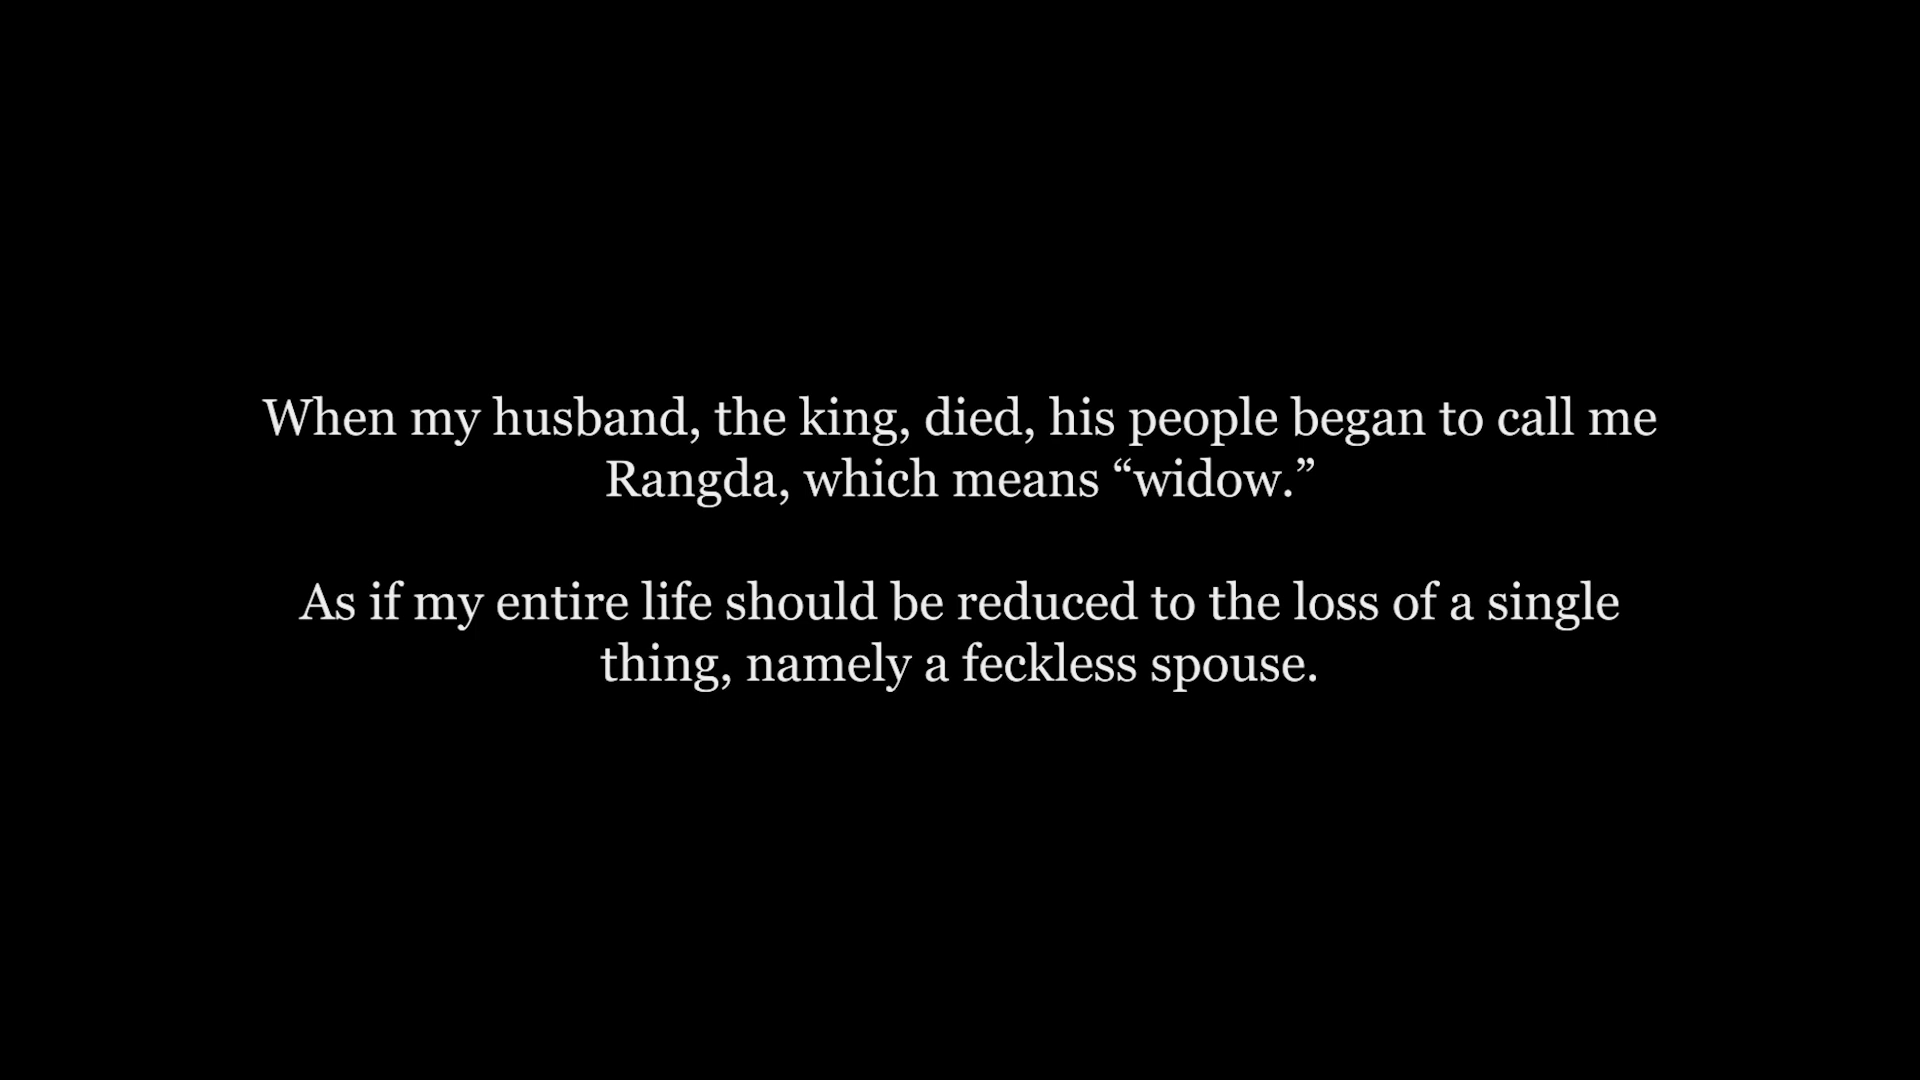 When my husband, the king, died, his people began to call me
Rangda, which means “widow.”
As if my entire life should be reduced to the loss of a single
thing, namely a feckless spouse.